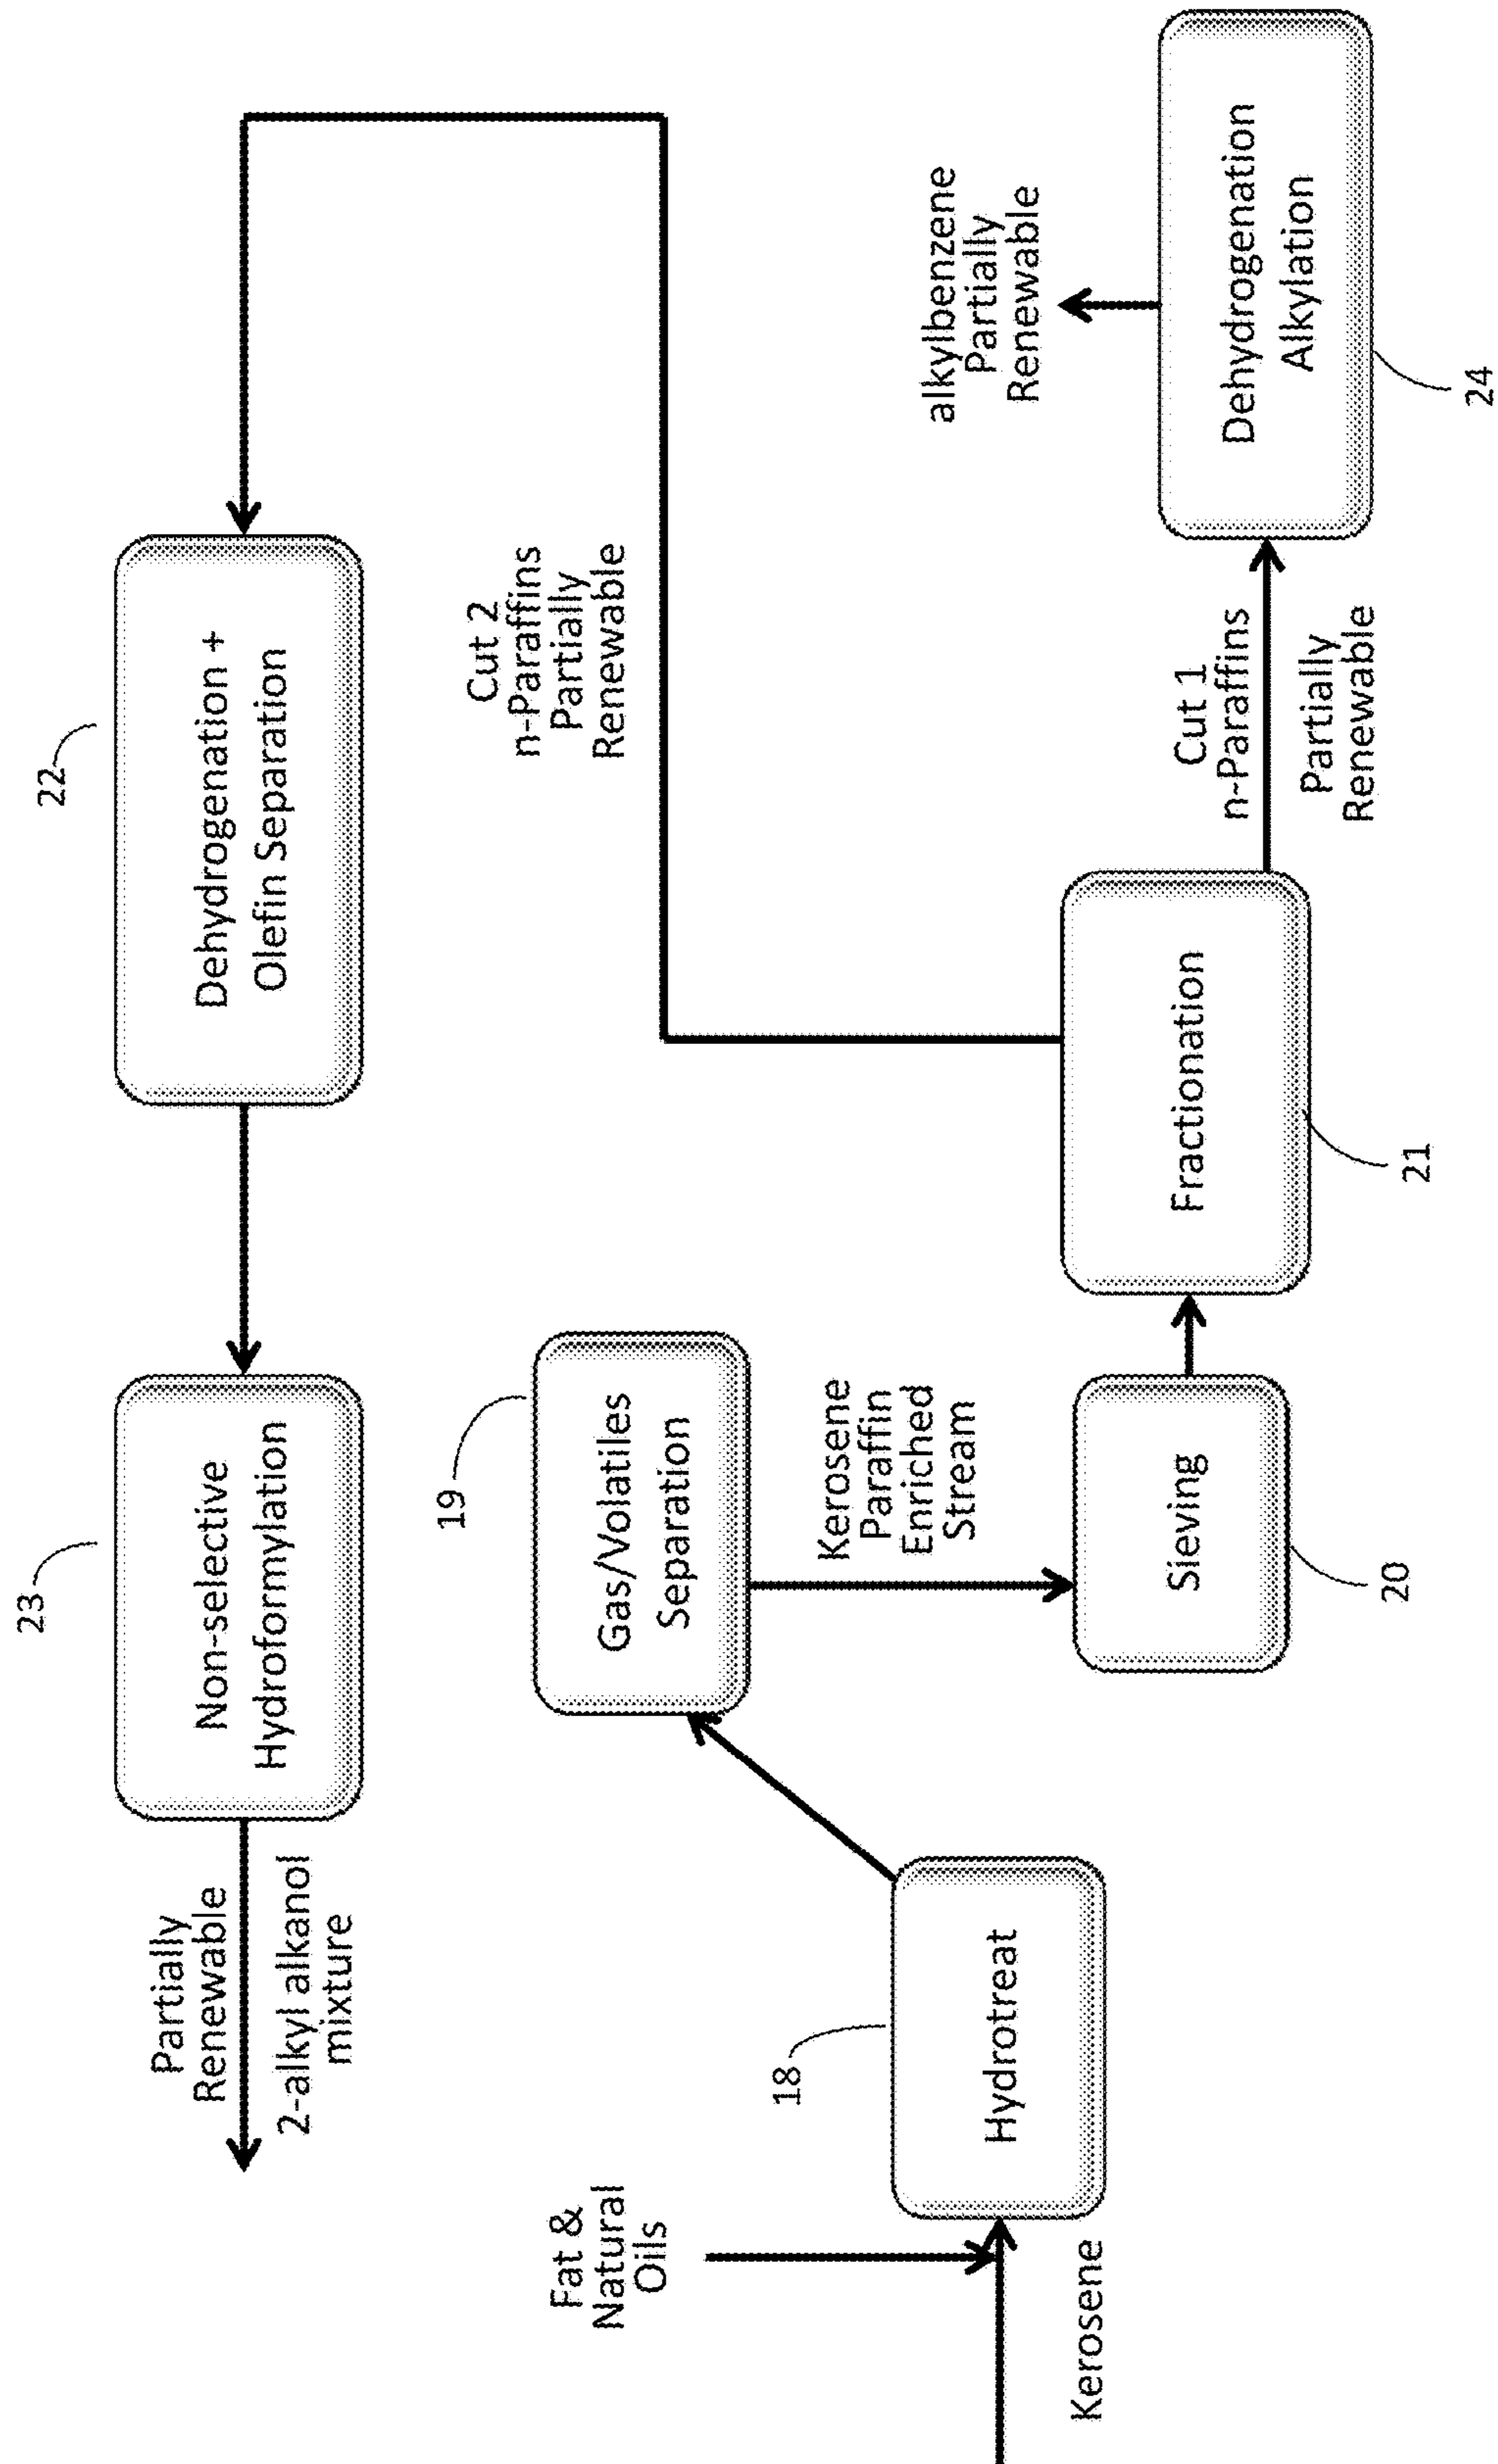 22
Dehydrogenation +
Olefin Separation
23
Non-selective
Hydroformylation
Partially
Renewable
2-alkyl alkanol
mixture
Cut 2
n-Paraffins
Partially
Renewable
19
Gas/Volatiles
Separation
Fat &
Natural
Oils
Kerosene
18
Hydrotreat
Kerosene
Paraffin
Enriched
Stream
Sieving
20
Fractionation
21
Cut 1
n-Paraffins
Partially
Renewable
alkylbenzene
Partially
Renewable
Dehydrogenation
Alkylation
24